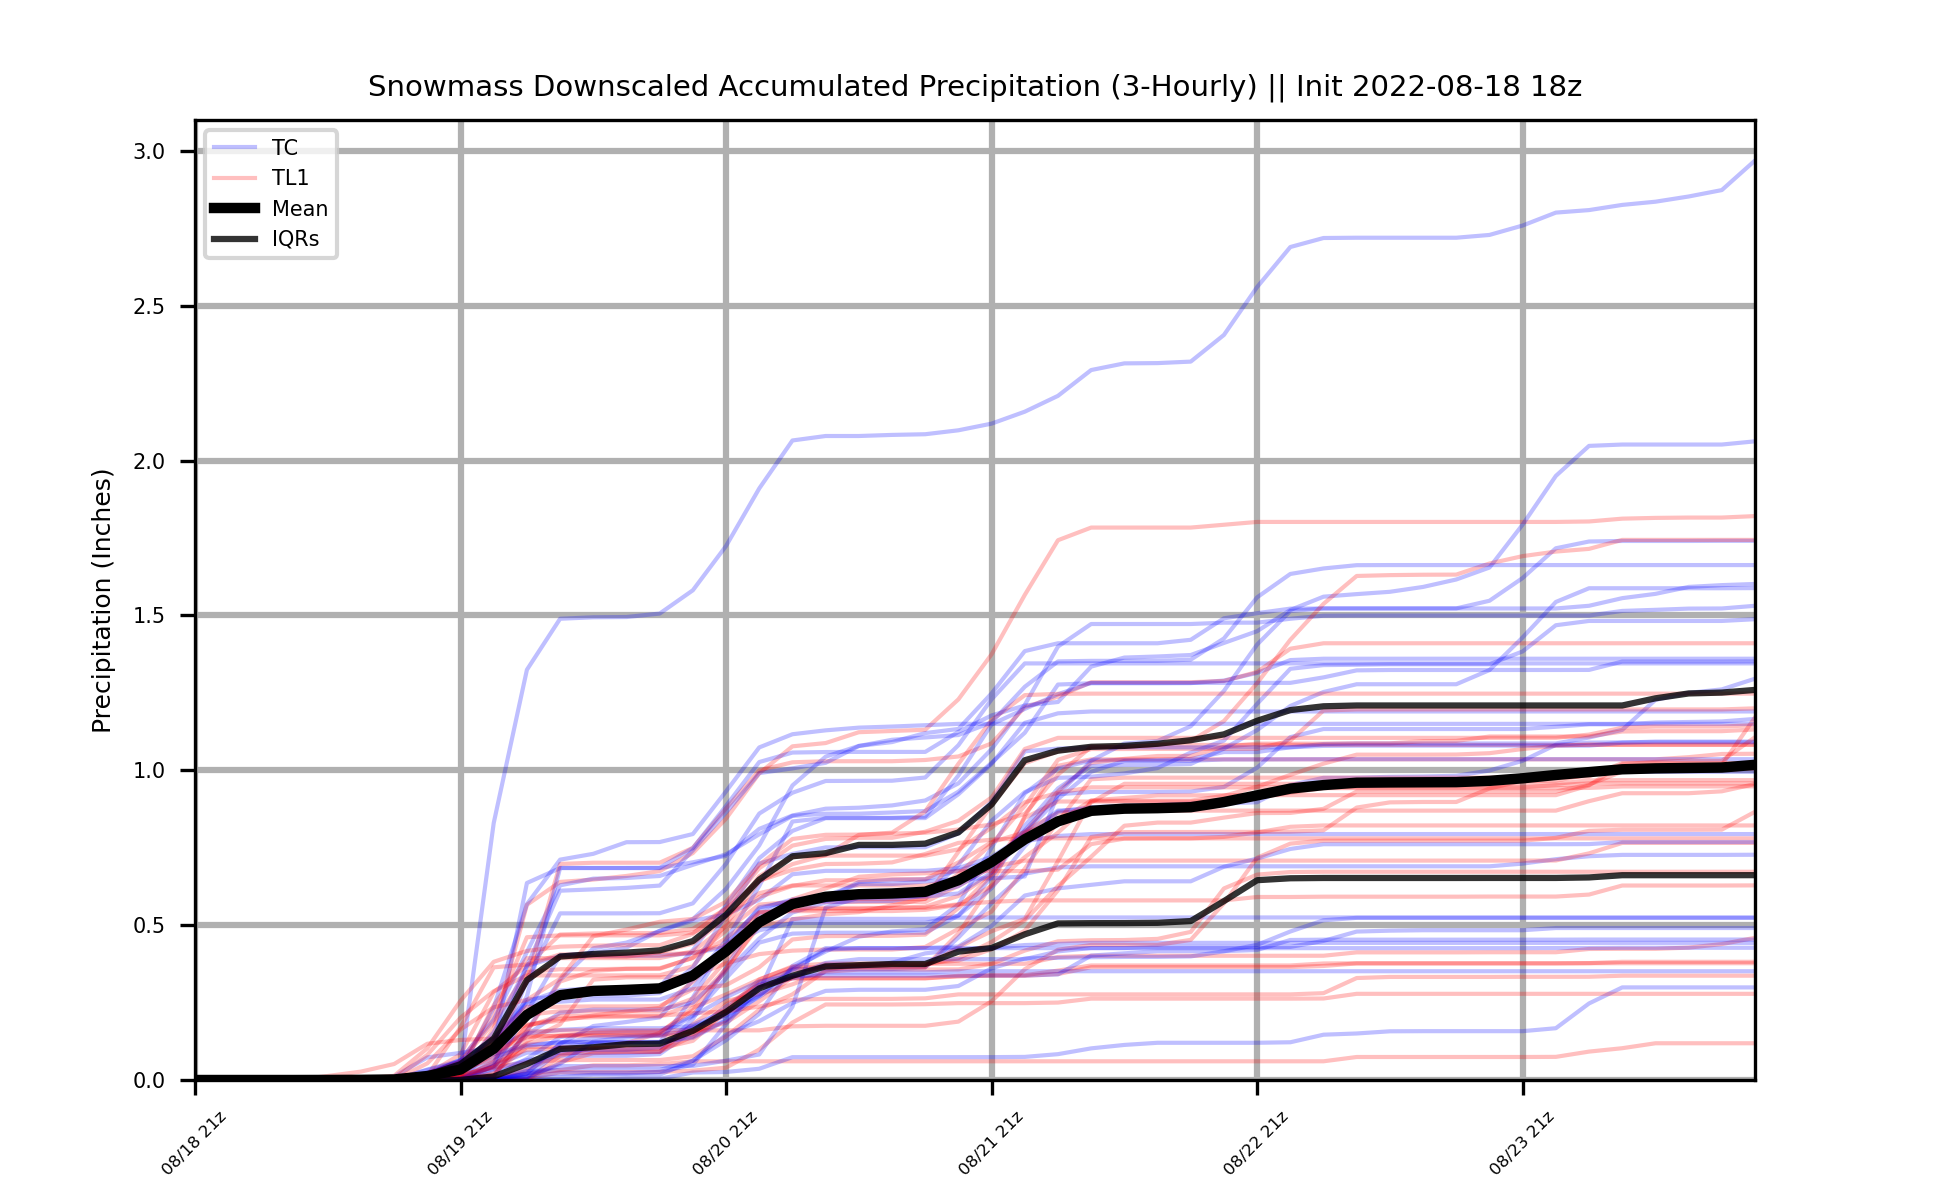 Snowmass Downscaled Accumulated Precipitation (3-Hourly) || Init 2022-08-18 18z
TC
TL1
Mean
IQRs
Precipitation (Inches)
3.0
2.5
2.0
1.5
1.0
0.5
0.0
08/18 21z
08/19 21z
08/20 21z
08/21 21z
08/22 21z
08/23 21z